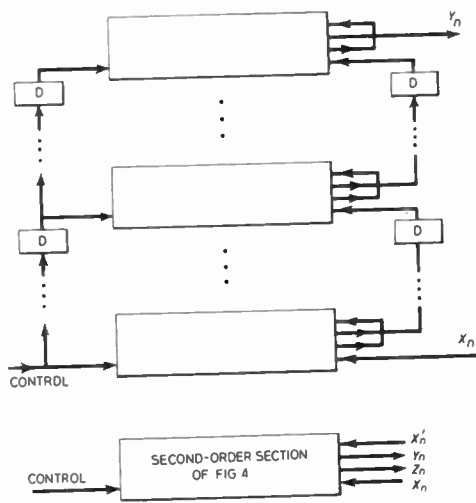 Yn
D
D
D
D
Xn
CONTROL
SECOND-ORDER SECTION
OF FIG 4
X'n
Yn
Zn
Xn
CONTROL